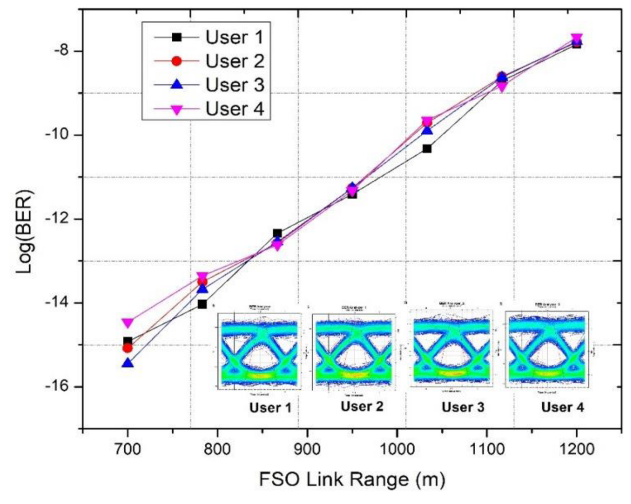 User 1
User 2
User 3
User 4
-8
-10
-12
-14
-16
Log(BER)
User 1 User 2 User 3 User 4
700 800 900 1000 1100 1200
FSO Link Range (m)